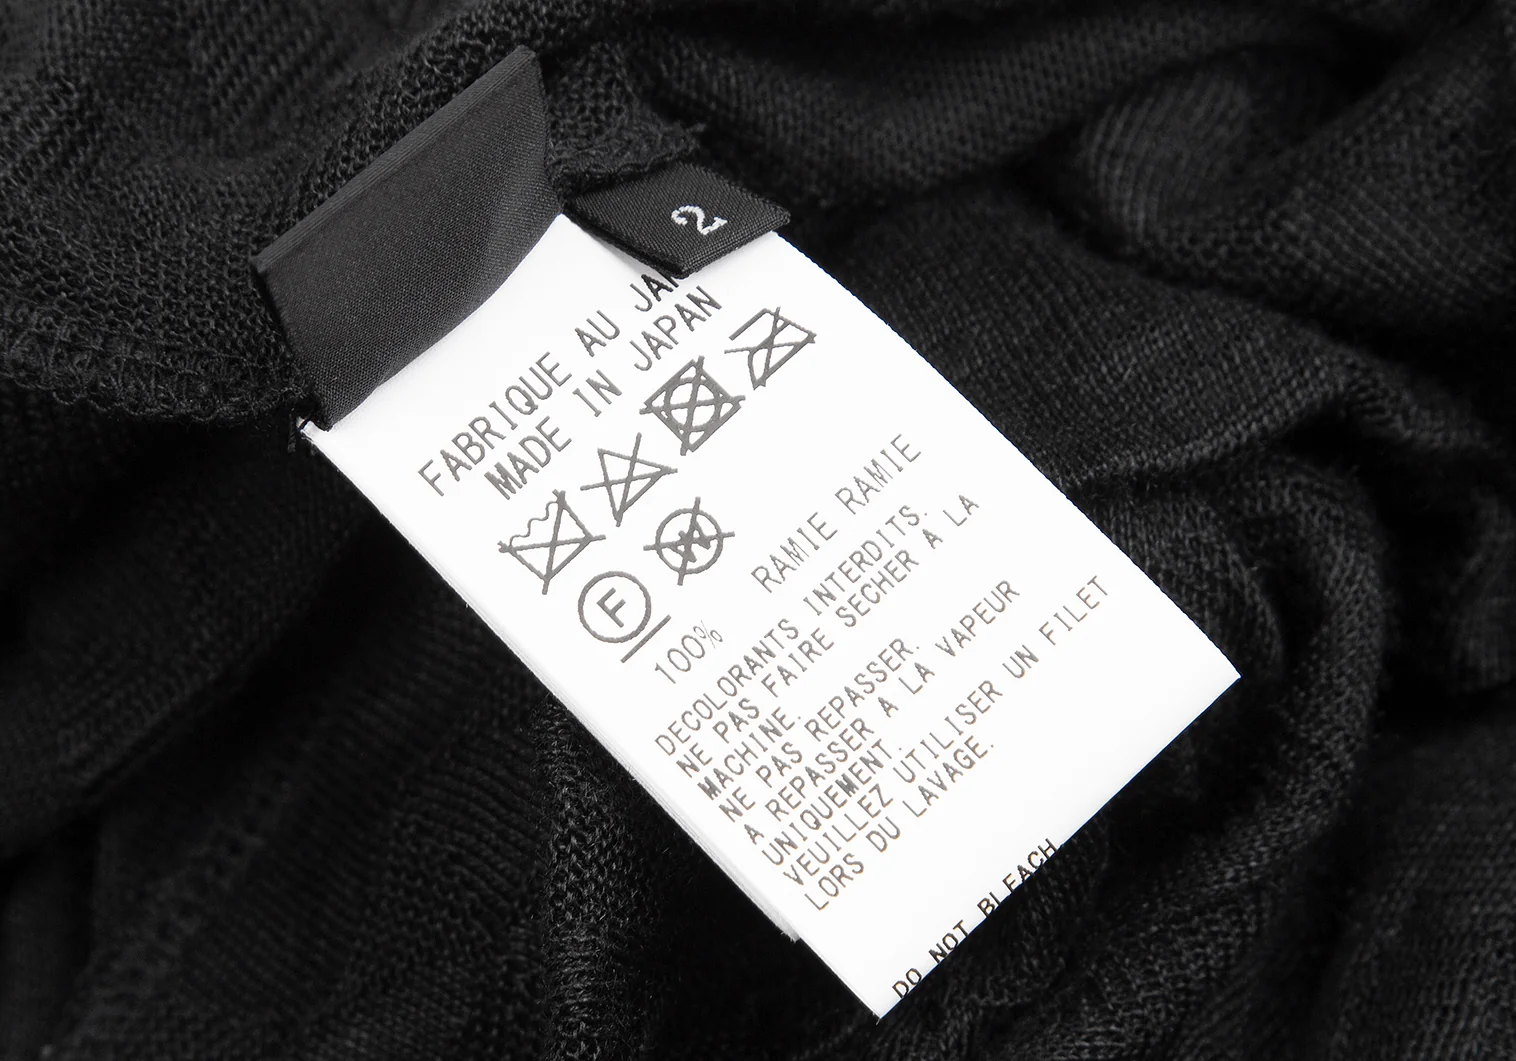 2
FABRIQUE AU JAP
MADE IN JAPAN
W
F
100% RAMIE RAMIE
DECOLORANTS INTERDITS.
NE PAS FAIRE SECHER A LA
MACHINE.
NE PAS REPASSER.
A REPASSER A LA VAPEUR
UNIQUEMENT.
VEUILLEZ UTILISER UN FILET
LORS DU LAVAGE.
DO NOT BLEACH